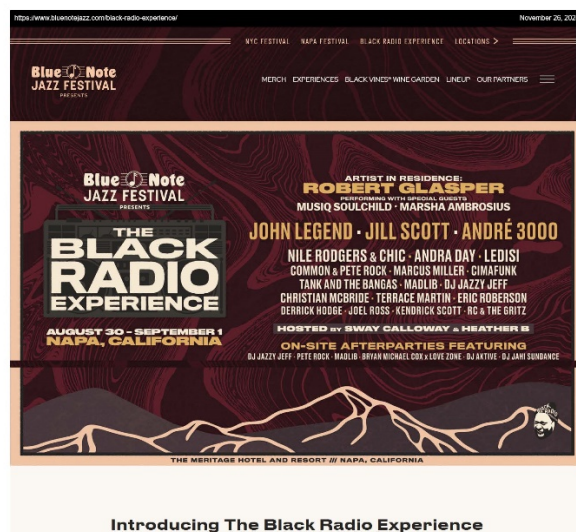 https://www.bluenotejazz.com/black-radio-experience/
November 26, 202
NYC FESTIVAL NAPA FESTIVAL BLACK RADIO EXPERIENCE LOCATIONS >
Blue Note
JAZZ FESTIVAL
PRESENTS
MERCH EXPERIENCES BLACK VINES® WINE GARDEN LINEUP OUR PARTNERS
Blue Note
JAZZ FESTIVAL
PRESENTS
THE
BLACK
RADIO
EXPERIENCE
AUGUST 30 - SEPTEMBER 1
NAPA, CALIFORNIA
ARTIST IN RESIDENCE:
ROBERT GLASPER
PERFORMING WITH SPECIAL GUESTS
MUSIQ SOULCHILD · MARSHA AMBROSIUS
JOHN LEGEND · JILL SCOTT · ANDRÉ 3000
NILE RODGERS & CHIC · ANDRA DAY · LEDISI
COMMON & PETE ROCK · MARCUS MILLER · CIMAFUNK
TANK AND THE BANGAS · MADLIB · DJ JAZZY JEFF
CHRISTIAN MCBRIDE · TERRACE MARTIN · ERIC ROBERSON
DERRICK HODGE · JOEL ROSS · KENDRICK SCOTT · RC & THE GRITZ
HOSTED BY SWAY CALLOWAY & HEATHER B
ON-SITE AFTERPARTIES FEATURING
DJ JAZZY JEFF · PETE ROCK · MADLIB · BRYAN MICHAEL COX x LOVE ZONE · DJ AKTIVE · DJ JAHI SUNDANCE
BLACK RADIO
THE MERITAGE HOTEL AND RESORT /// NAPA, CALIFORNIA
Introducing The Black Radio Experience